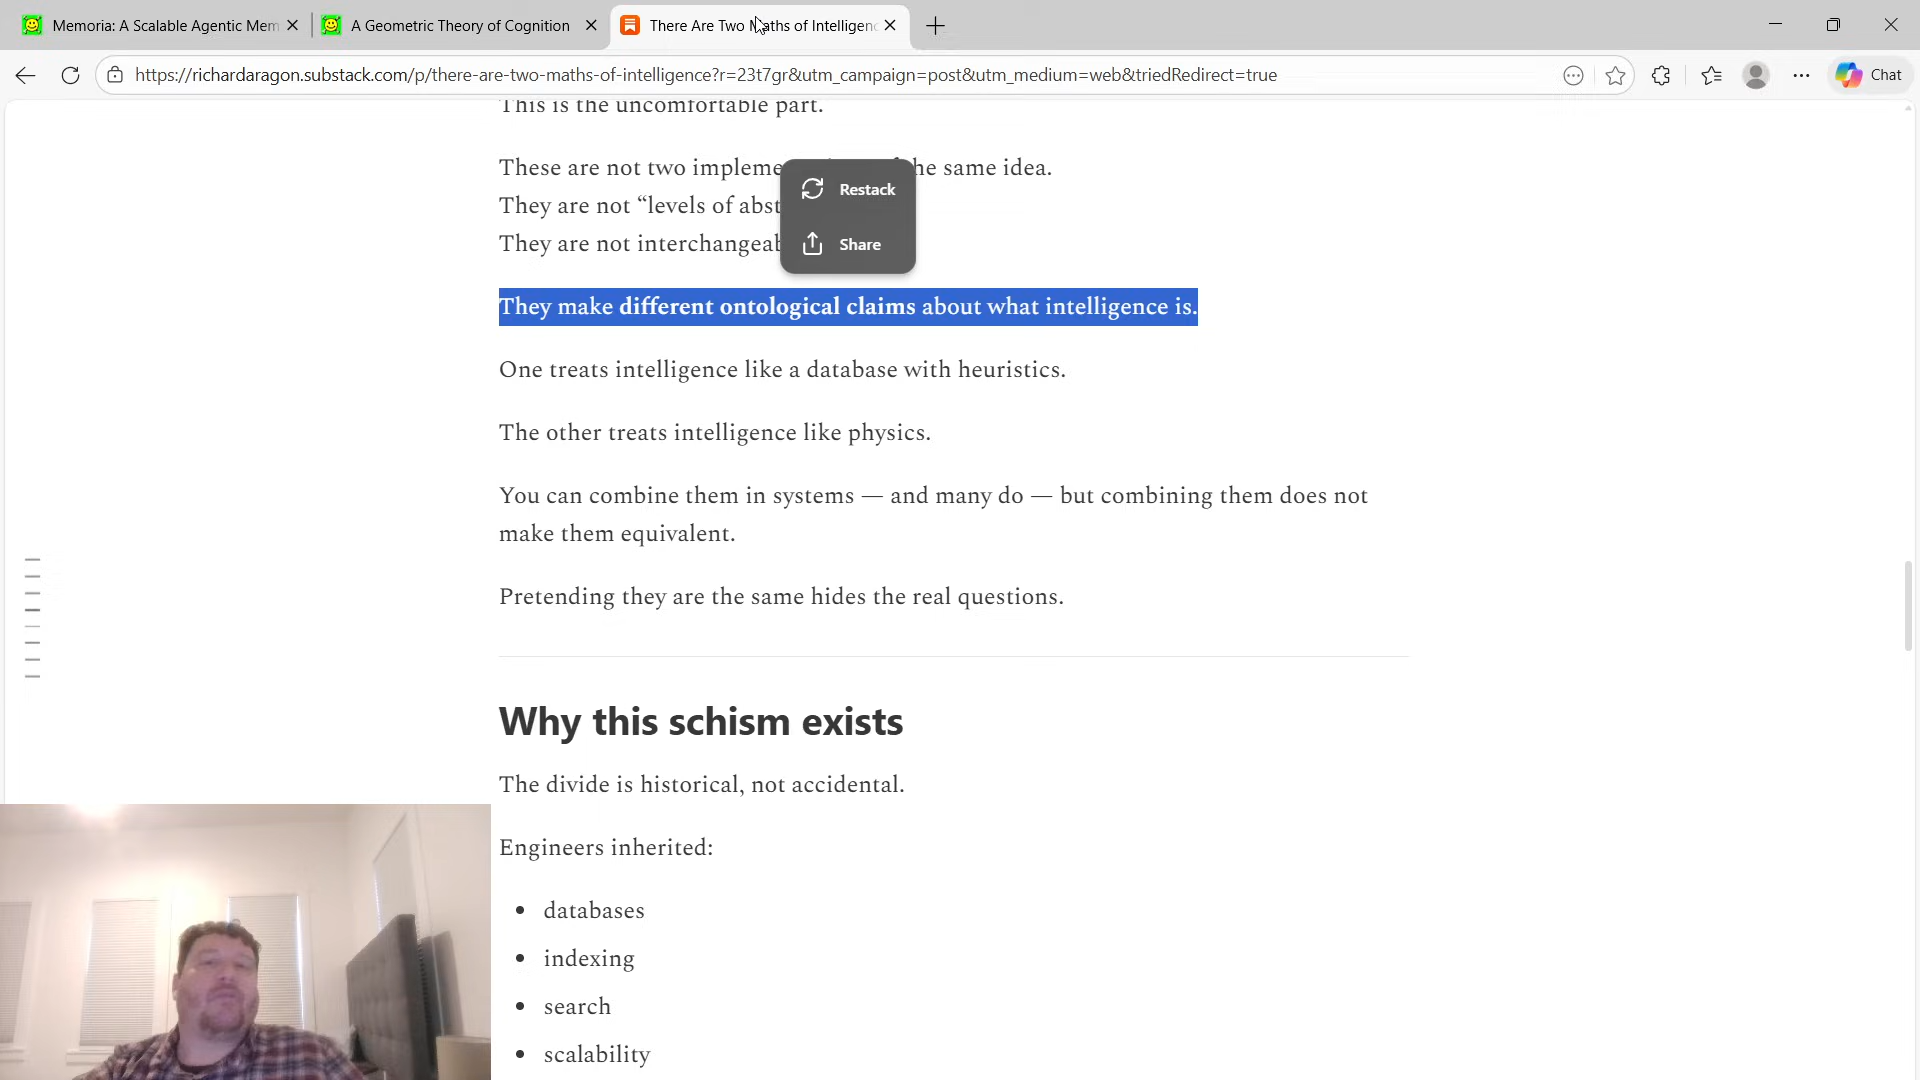 Memoria: A Scalable Agentic Mem
A Geometric Theory of Cognition
There Are Two Maths of Intelligenc
https://richardaragon.substack.com/p/there-are-two-maths-of-intelligence?r=23t7gr&utm_campaign=post&utm_medium=web&triedRedirect=true
Chat
This is the uncomfortable part.
These are not two impleme he same idea.
They are not “levels of abst
They are not interchangeab
Restack
Share
They make different ontological claims about what intelligence is.
One treats intelligence like a database with heuristics.
The other treats intelligence like physics.
You can combine them in systems — and many do — but combining them does not
make them equivalent.
Pretending they are the same hides the real questions.
Why this schism exists
The divide is historical, not accidental.
Engineers inherited:
• databases
• indexing
• search
• scalability